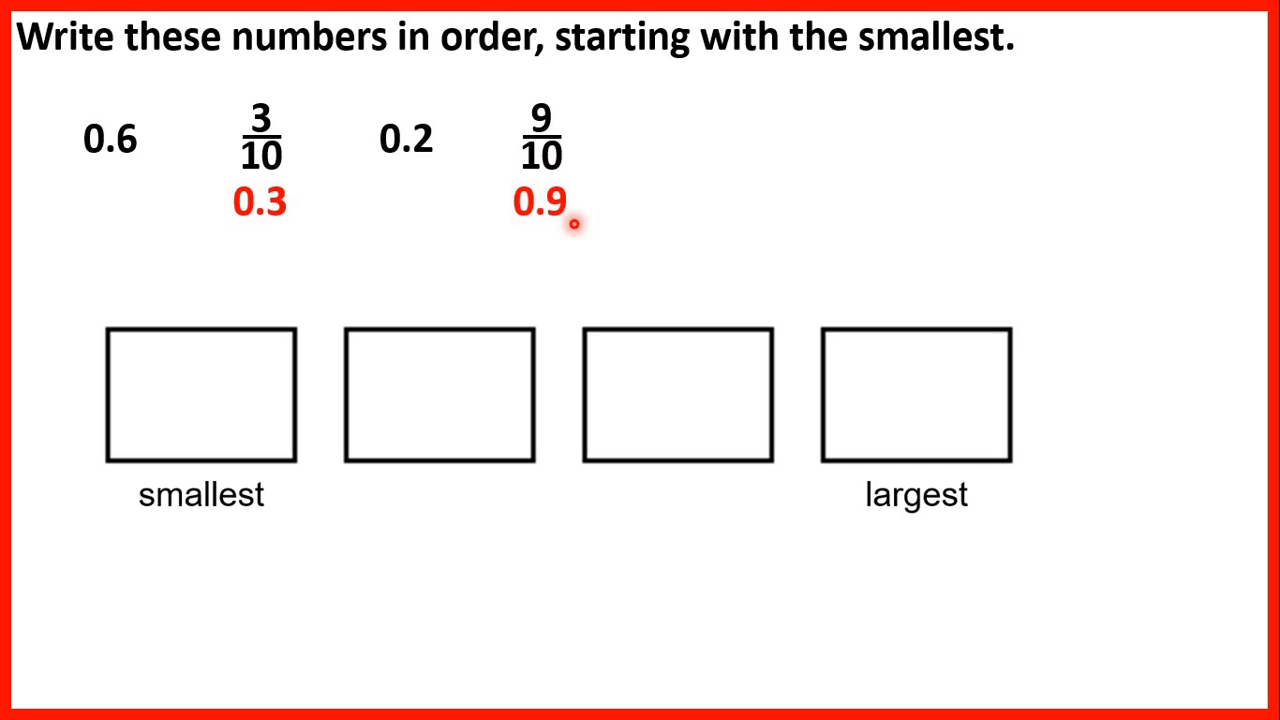 Write these numbers in order, starting with the smallest.
0.6 3/10 0.2 9/10
0.3 0.9
smallest largest